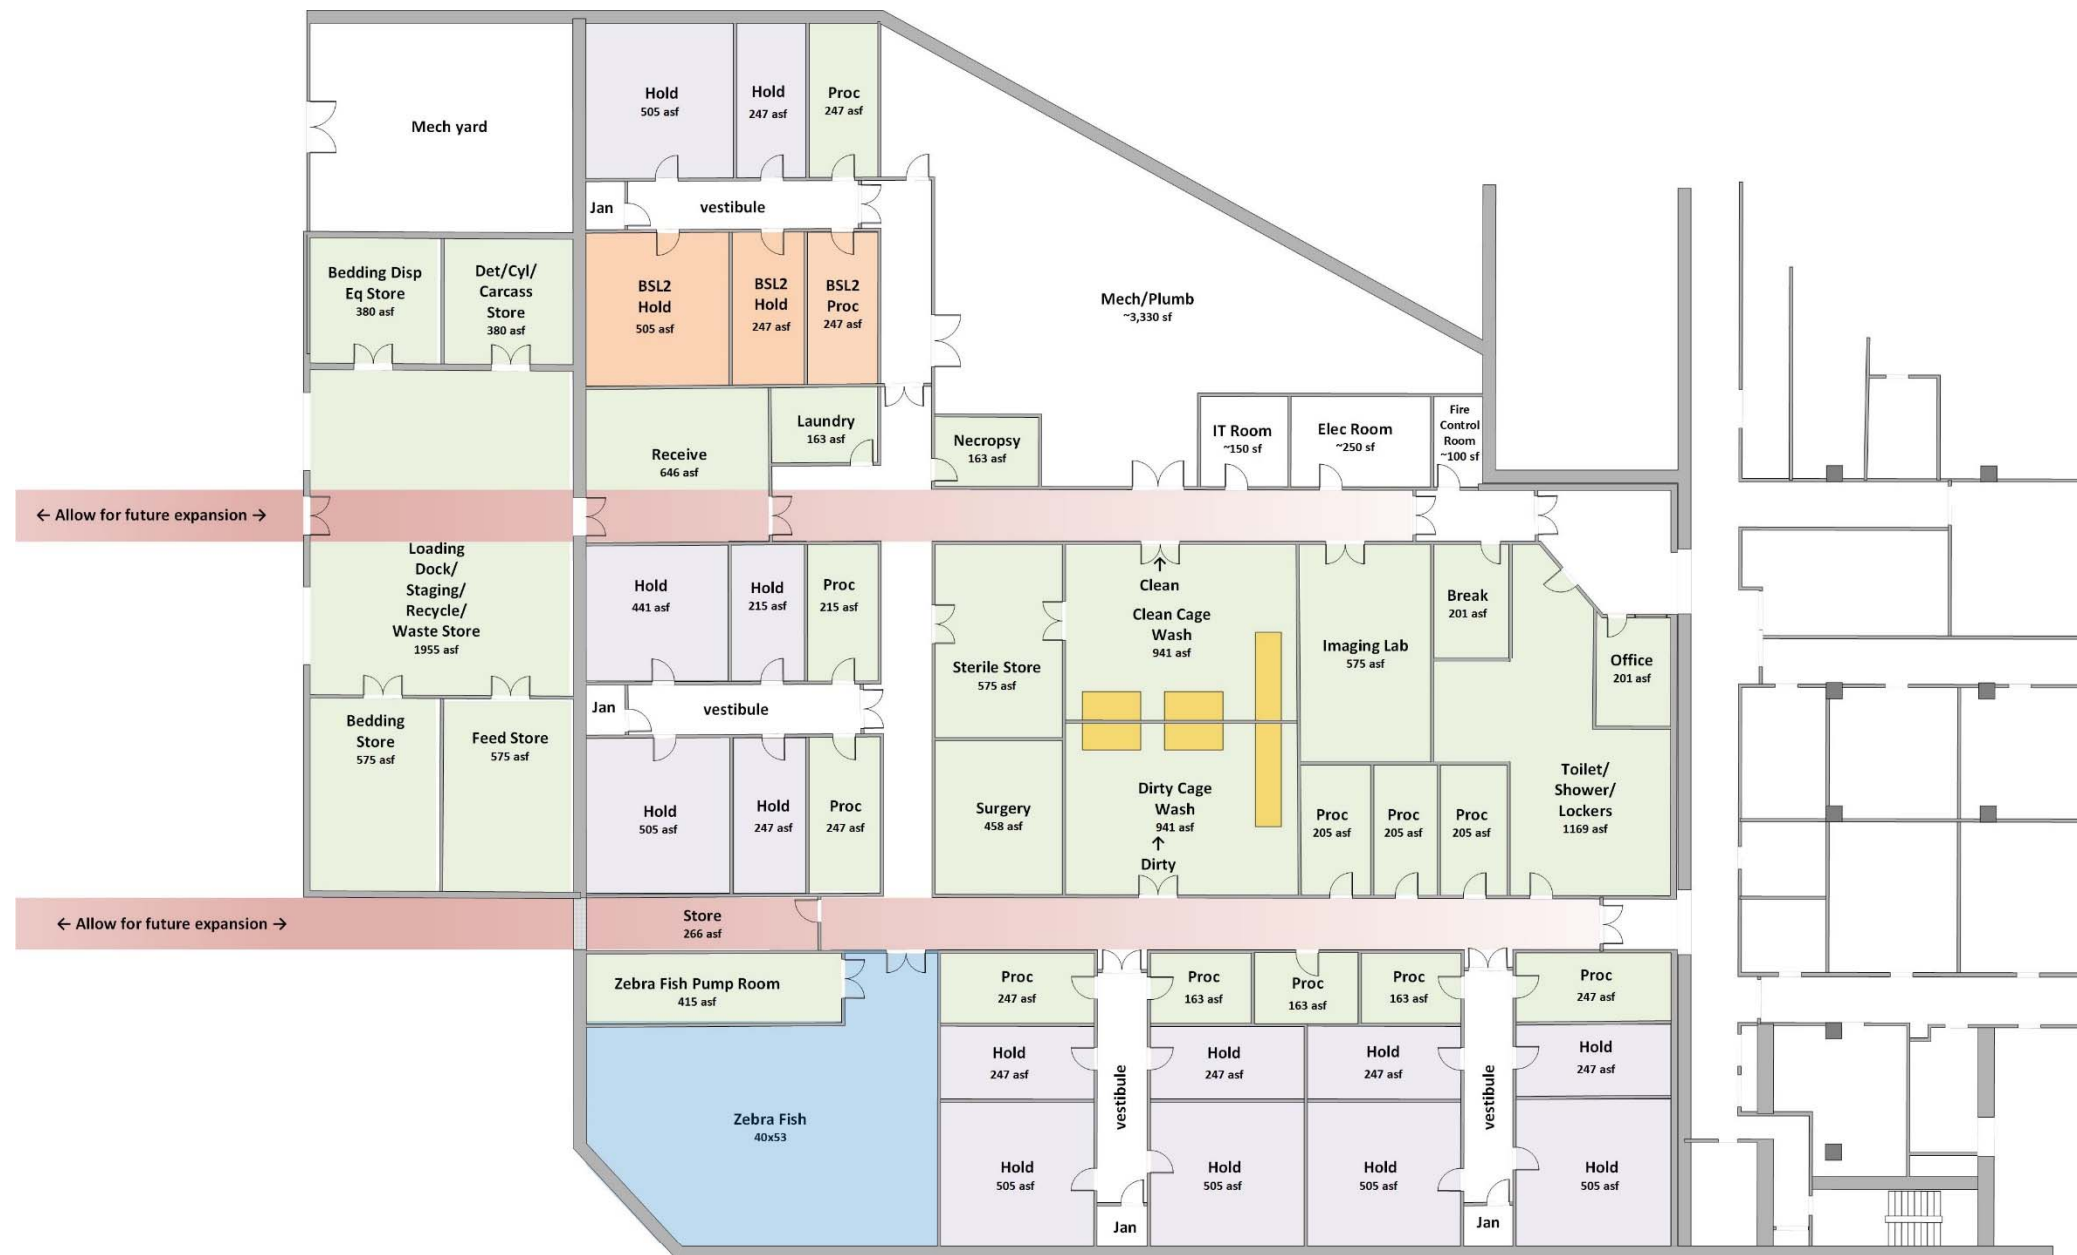 Mech yard
Hold
505 asf
Hold
247 asf
Proc
247 asf
Jan
vestibule
Bedding Disp
Eq Store
380 asf
Det/Cyl/
Carcass
Store
380 asf
BSL2
Hold
505 asf
BSL2
Hold
247 asf
BSL2
Proc
247 asf
Mech/Plumb
~3,330 sf
Receive
646 asf
Laundry
163 asf
Necropsy
163 asf
IT Room
~150 sf
Elec Room
~250 sf
Fire
Control
Room
~100 sf
← Allow for future expansion →
Loading
Dock/
Staging/
Recycle/
Waste Store
1955 asf
Hold
441 asf
Hold
215 asf
Proc
215 asf
Sterile Store
575 asf
↑
Clean
Clean Cage
Wash
941 asf
Imaging Lab
575 asf
Break
201 asf
Office
201 asf
Jan
vestibule
Bedding
Store
575 asf
Feed Store
575 asf
Hold
505 asf
Hold
247 asf
Proc
247 asf
Surgery
458 asf
Dirty Cage
Wash
941 asf
↑
Dirty
Proc
205 asf
Proc
205 asf
Proc
205 asf
Toilet/
Shower/
Lockers
1169 asf
← Allow for future expansion →
Store
266 asf
Zebra Fish Pump Room
415 asf
Zebra Fish
40x53
Proc
247 asf
Proc
163 asf
Proc
163 asf
Proc
163 asf
Proc
247 asf
Hold
247 asf
Hold
247 asf
Hold
247 asf
Hold
247 asf
vestibule
vestibule
Hold
505 asf
Hold
505 asf
Hold
505 asf
Hold
505 asf
Jan
Jan